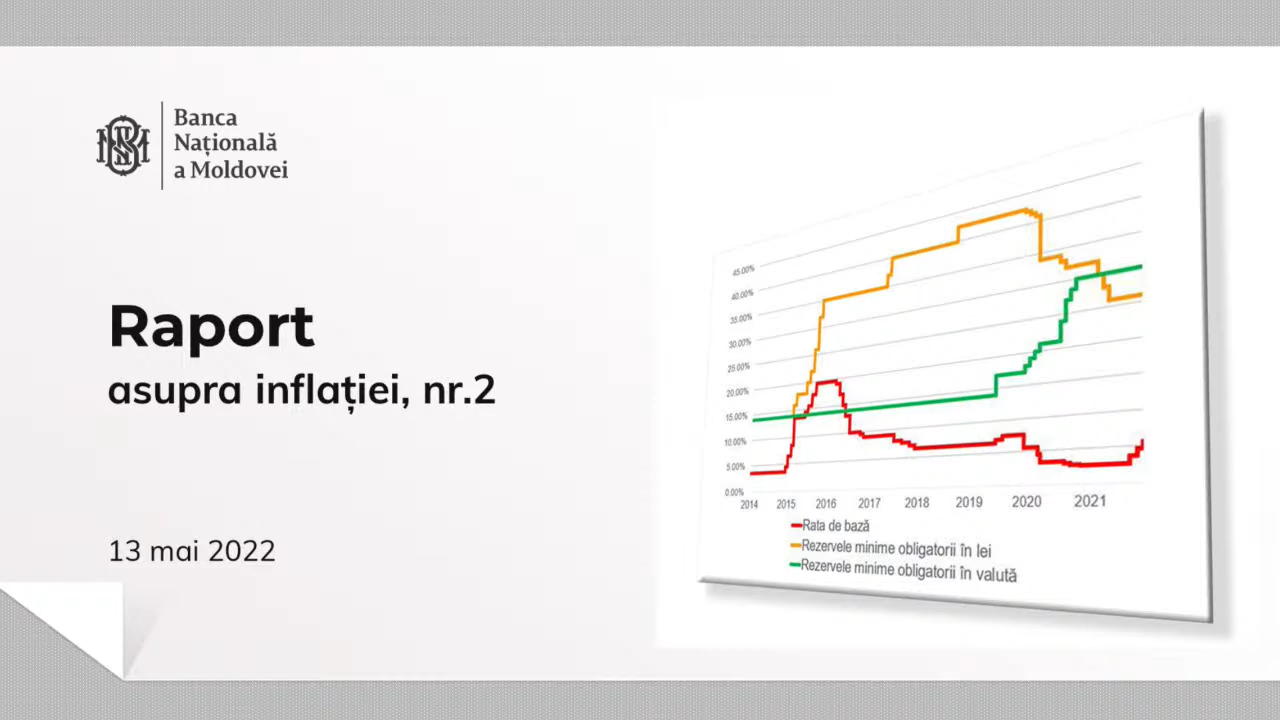 Banca
Națională
a Moldovei
Raport
asupra inflației, nr.2
13 mai 2022
45.00%
40.00%
35.00%
30.00%
25.00%
20.00%
15.00%
10.00%
5.00%
0.00%
2014 2015 2016 2017 2018 2019 2020 2021
Rata de bază
Rezervele minime obligatorii în lei
Rezervele minime obligatorii în valută